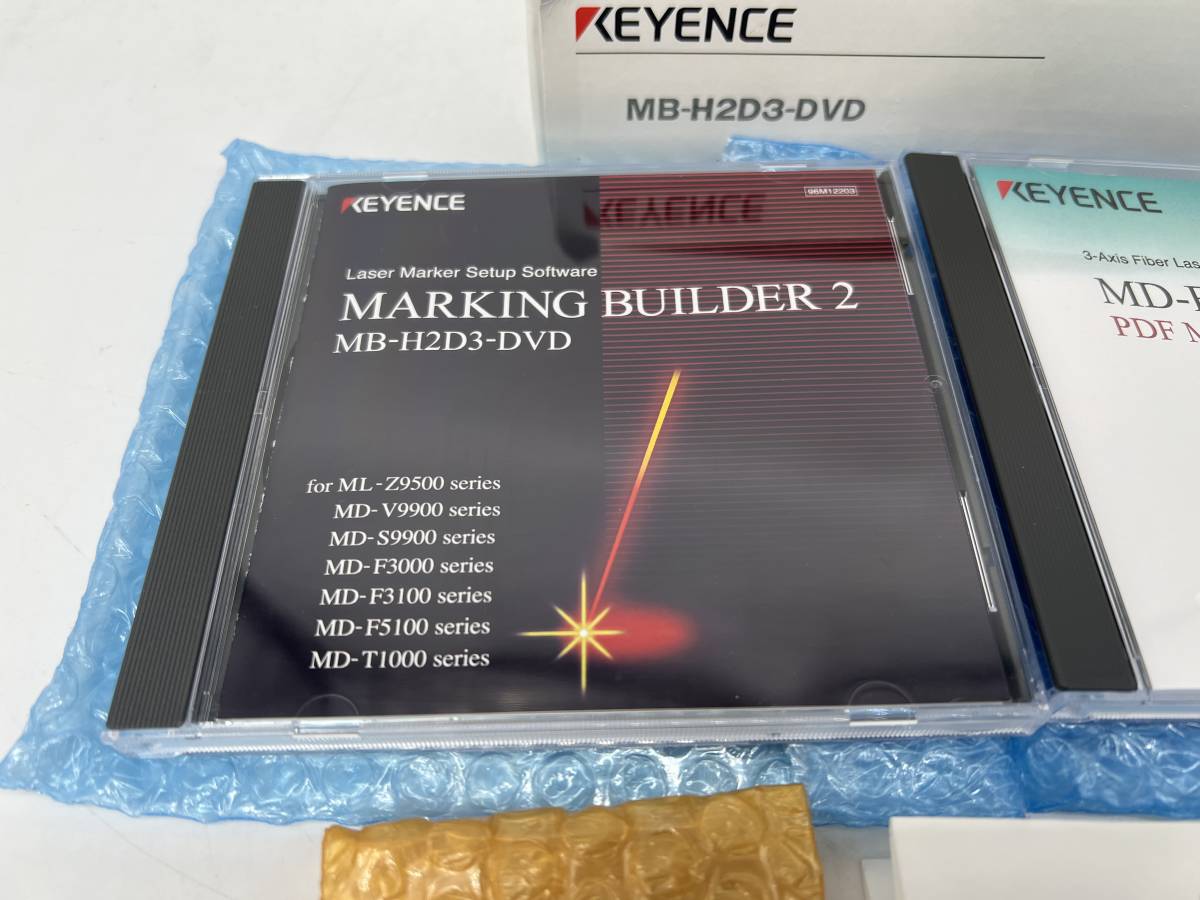 KEYENCE
MB-H2D3-DVD
KEYENCE
96M12203
Laser Marker Setup Software
MARKING BUILDER 2
MB-H2D3-DVD
for ML-Z9500 series
MD-V9900 series
MD-S9900 series
MD-F3000 series
MD-F3100 series
MD-F5100 series
MD-T1000 series
KEYENCE
3-Axis Fiber
PDF